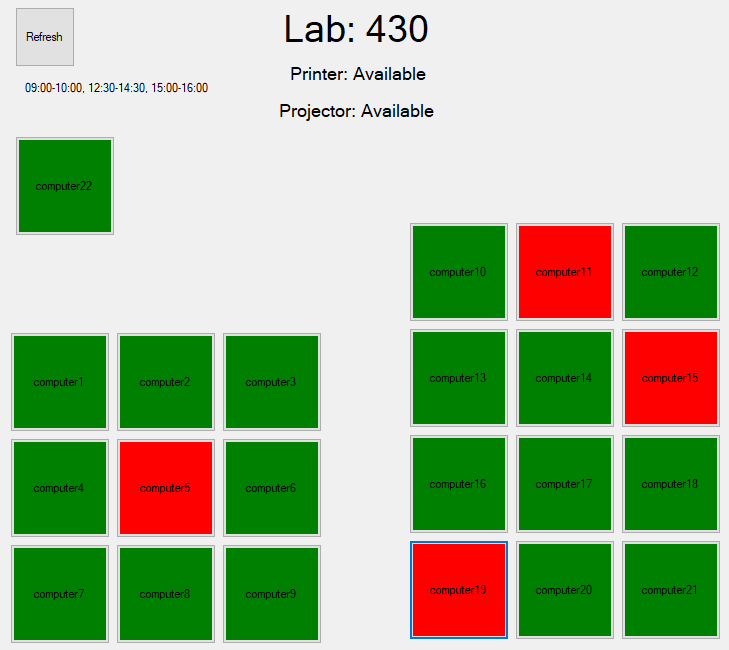 Refresh
Lab: 430
Printer: Available
09:00-10:00, 12:30-14:30, 15:00-16:00
Projector: Available
computer22
computer10 computer11 computer12
computer13 computer14 computer15
computer1 computer2 computer3
computer16 computer17 computer18
computer4 computer5 computer6
computer19 computer20 computer21
computer7 computer8 computer9